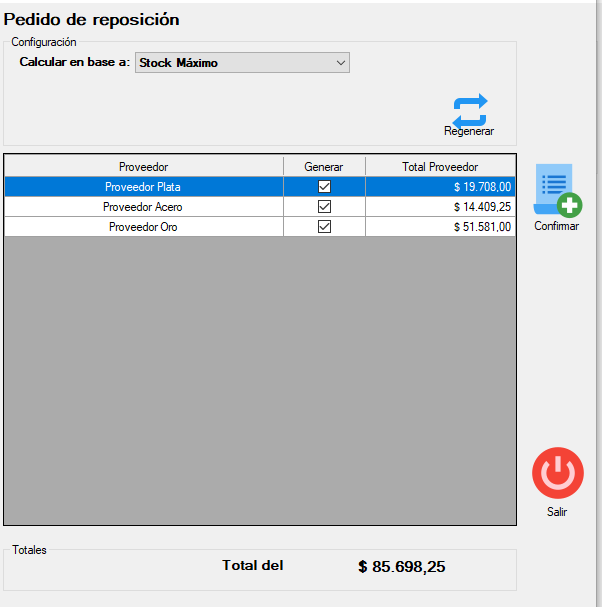 Pedido de reposición
Configuración
Calcular en base a: Stock Máximo
Regenerar
Proveedor Generar Total Proveedor
Proveedor Plata $ 19.708,00
Proveedor Acero $ 14.409,25
Proveedor Oro $ 51.581,00
Confirmar
Salir
Totales
Total del $ 85.698,25